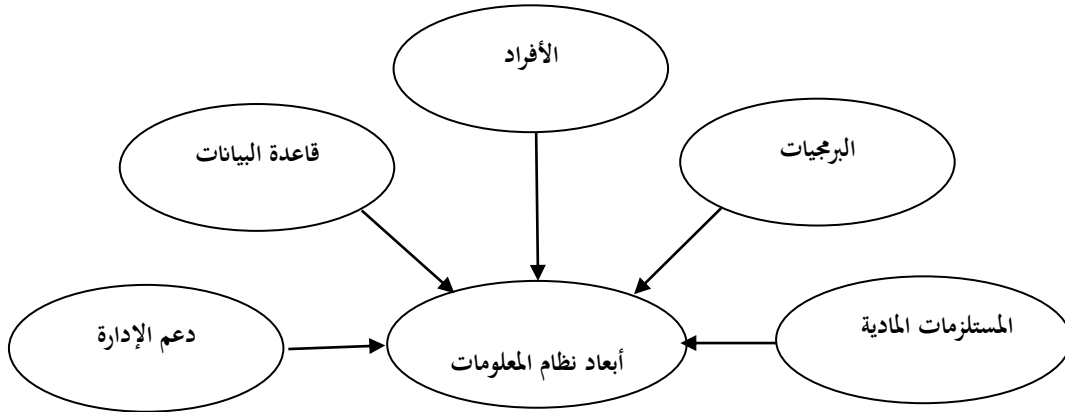 الأفراد
البرمجيات
قاعدة البيانات
المستلزمات المادية
دعم الإدارة
أبعاد نظام المعلومات